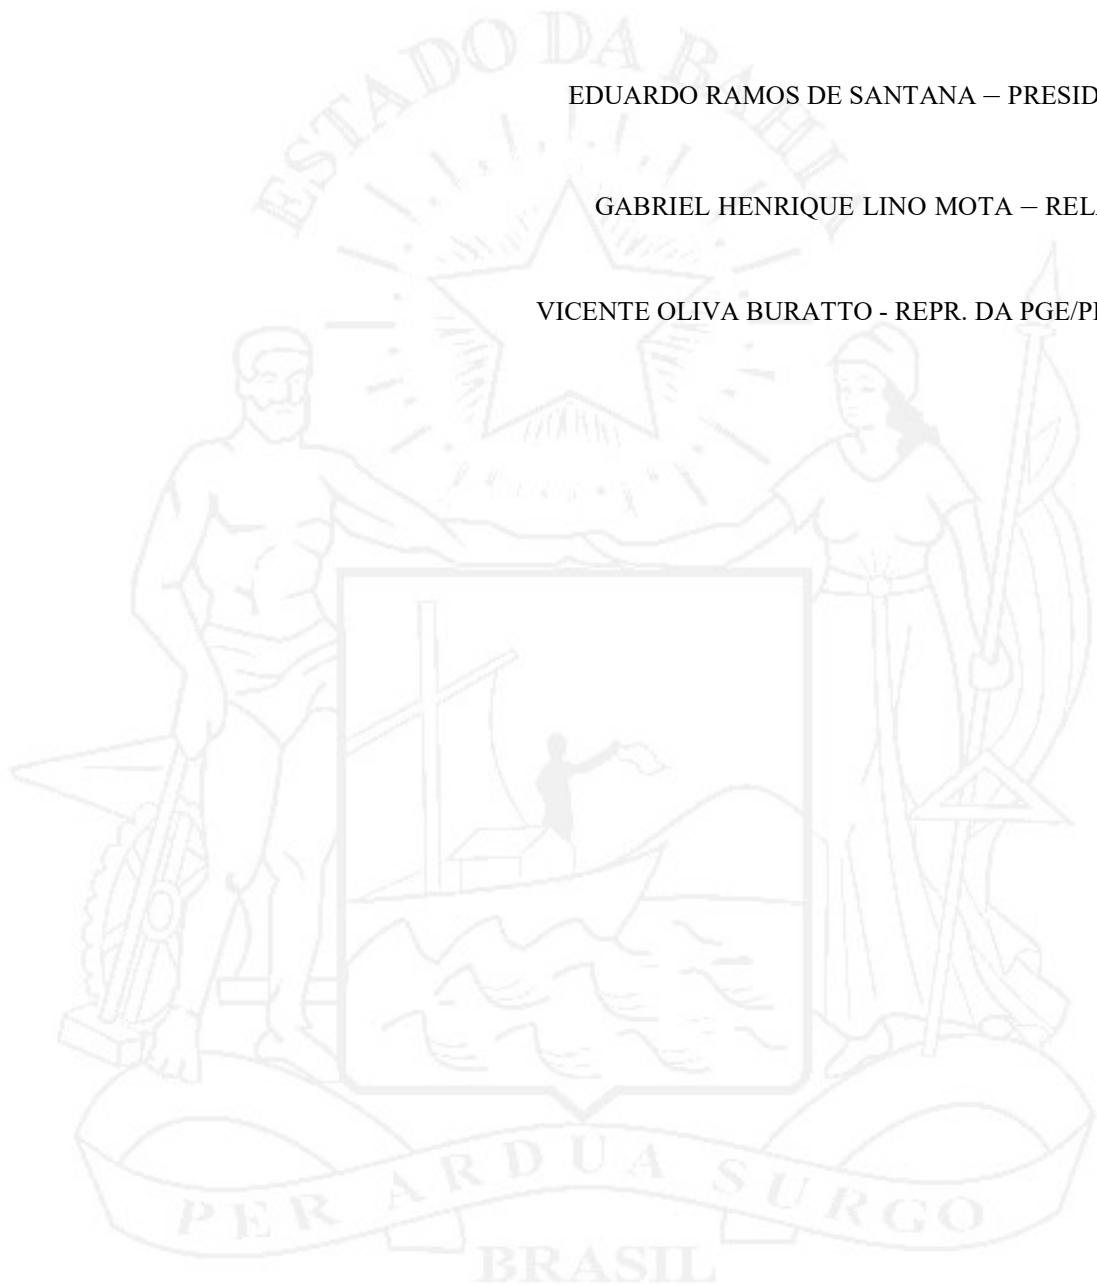 ESTADO DA BAHIA
EDUARDO RAMOS DE SANTANA – PRESID
GABRIEL HENRIQUE LINO MOTA – REL
VICENTE OLIVA BURATTO - REPR. DA PGE/P
PER ARDUA SURGO
BRASIL